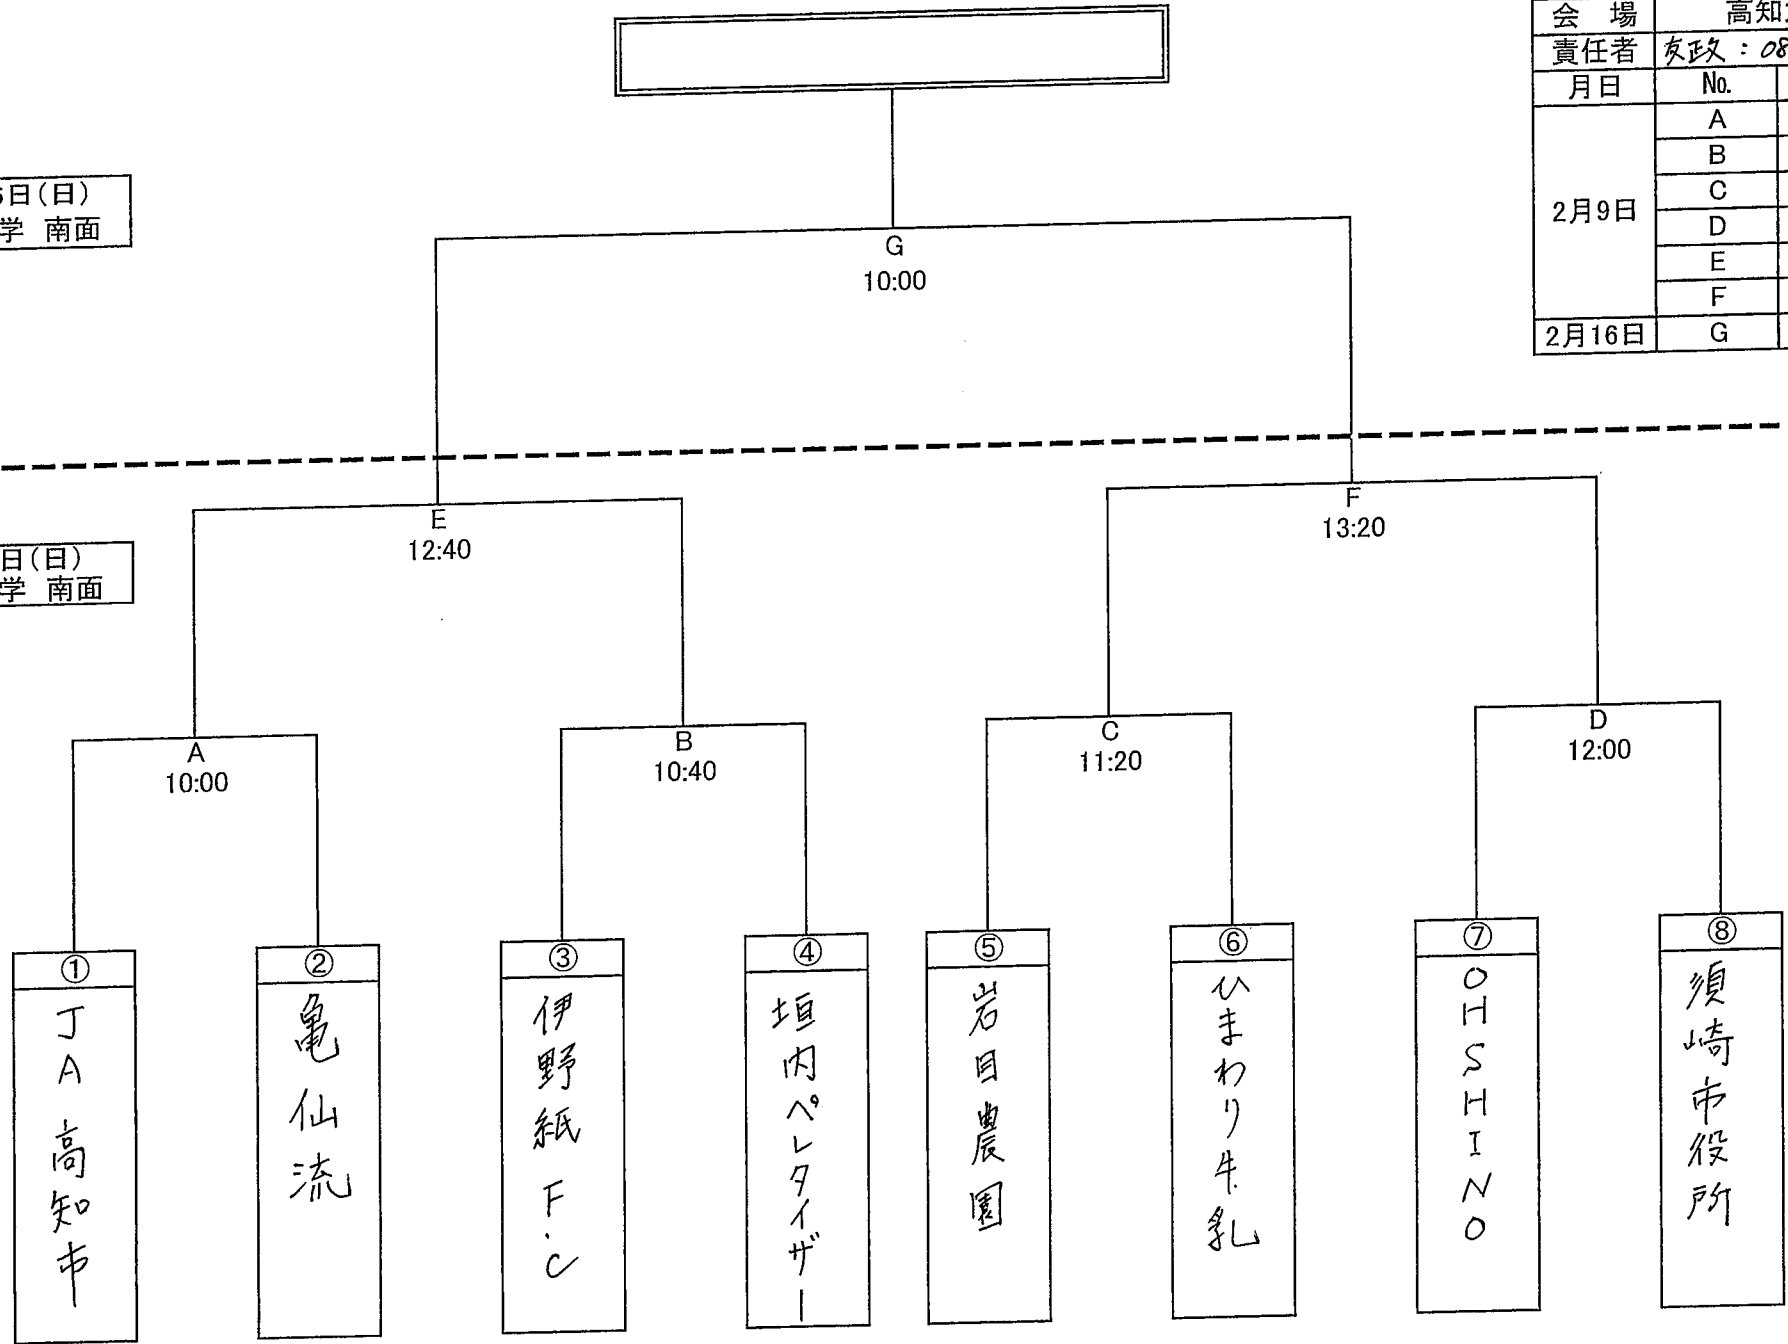 会 場 高知
責任者 友政：08
月日 No.
A
B
C
2月9日
D
E
F
2月16日 G
日(日)
学 南面
G
10:00
E
12:40
F
13:20
日(日)
学 南面
A
10:00
B
10:40
C
11:20
D
12:00
①
JA高知市
②
亀仙流
③
伊野紙F.C
④
垣内ペレタイザー
⑤
岩目農園
⑥
ひまわり牛乳
⑦
OHSHINO
⑧
須崎市役所